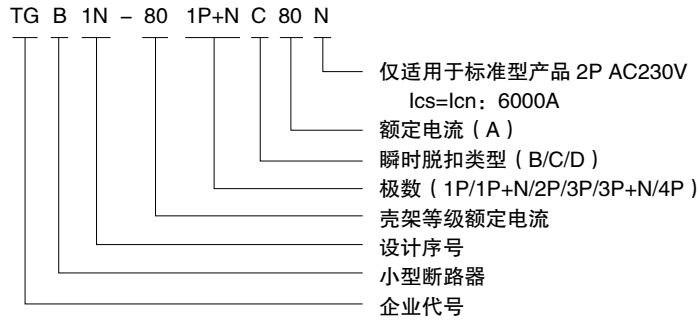 TG B 1N – 80 1P+N C 80 N
仅适用于标准型产品 2P AC230V
Ics=Icn：6000A
额定电流（A）
瞬时脱扣类型（B/C/D）
极数（1P/1P+N/2P/3P/3P+N/4P）
壳架等级额定电流
设计序号
小型断路器
企业代号